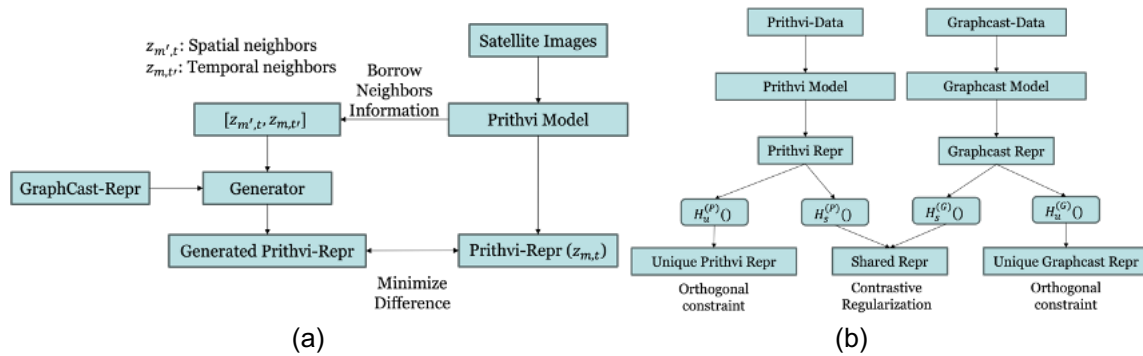 z_{m′,t}: Spatial neighbors
z_{m,t′}: Temporal neighbors
Satellite Images
Borrow
Neighbors
Information
[z_{m′,t}, z_{m,t′}]
Prithvi Model
GraphCast-Repr
Generator
Generated Prithvi-Repr
Prithvi-Repr (z_{m,t})
Minimize
Difference
(a)
Prithvi-Data
Graphcast-Data
Prithvi Model
Graphcast Model
Prithvi Repr
Graphcast Repr
H_u^{(P)}()
H_s^{(P)}()
H_s^{(G)}()
H_u^{(G)}()
Unique Prithvi Repr
Shared Repr
Unique Graphcast Repr
Orthogonal
constraint
Contrastive
Regularization
Orthogonal
constraint
(b)